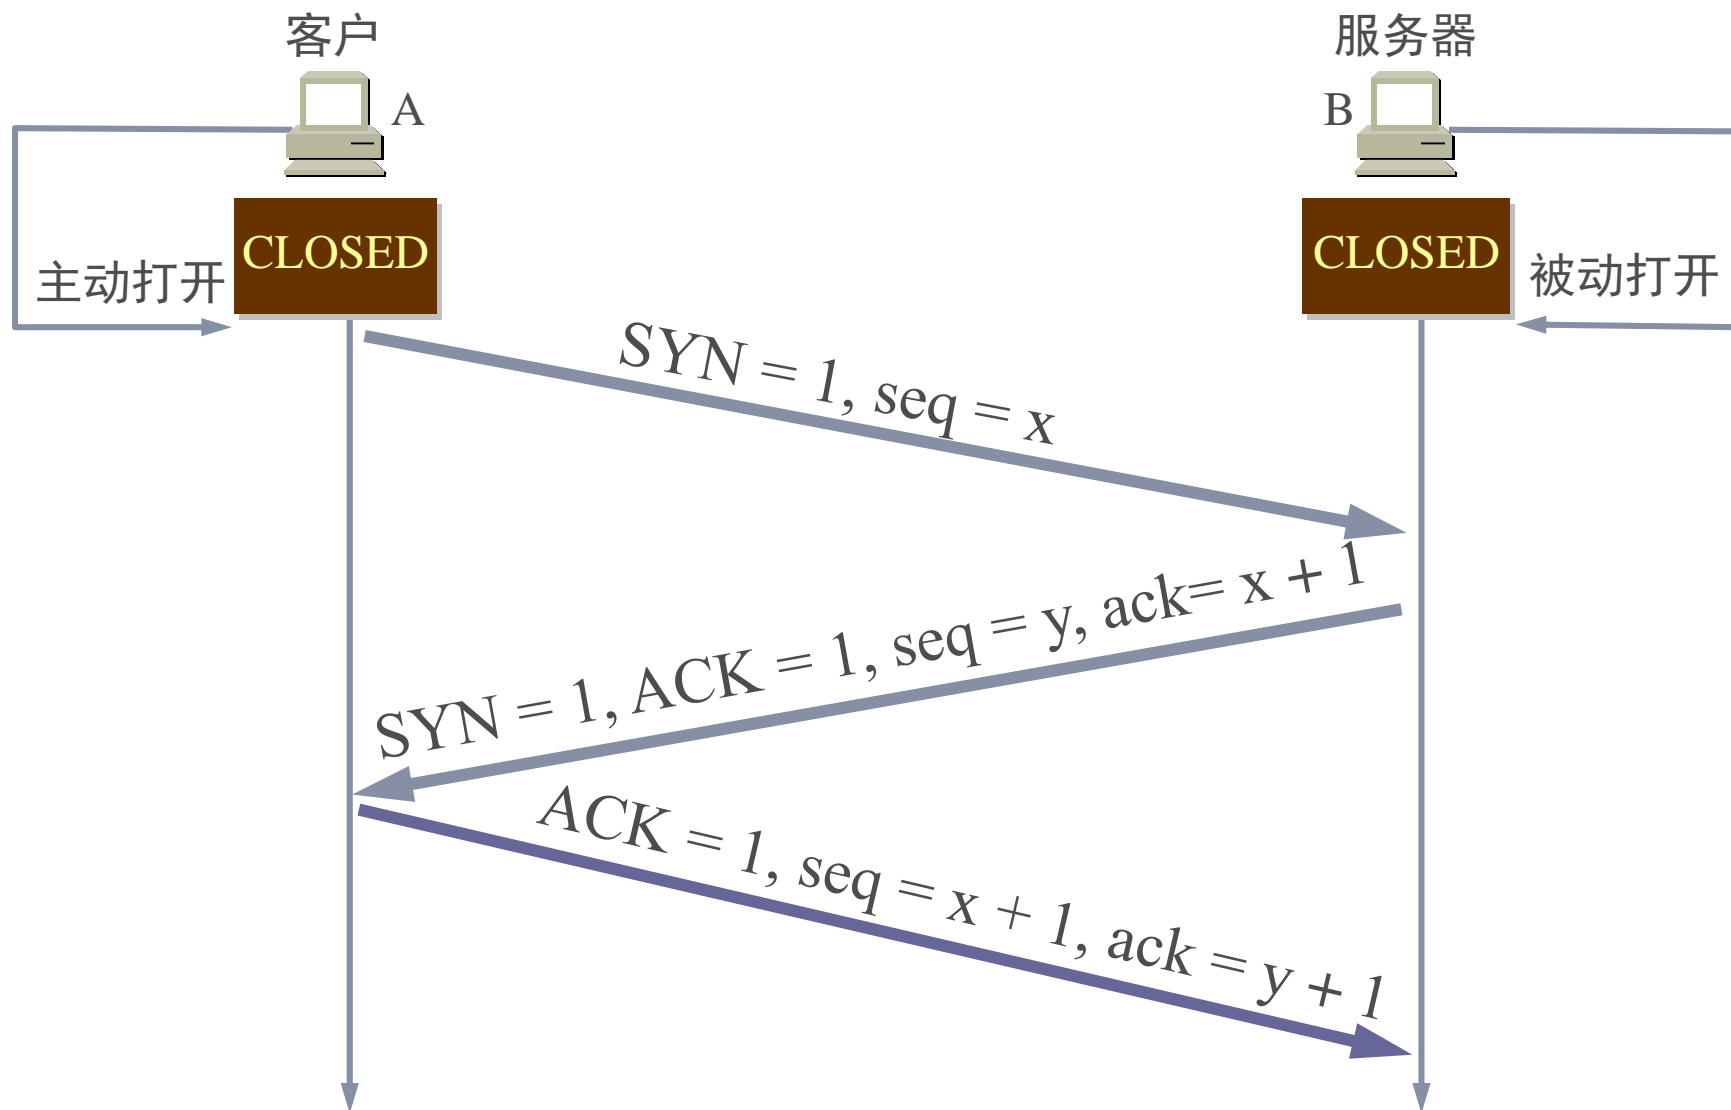 客户
服务器
A
B
CLOSED
CLOSED
主动打开
被动打开
SYN = 1, seq = x
SYN = 1, ACK = 1, seq = y, ack= x + 1
ACK = 1, seq = x + 1, ack = y + 1